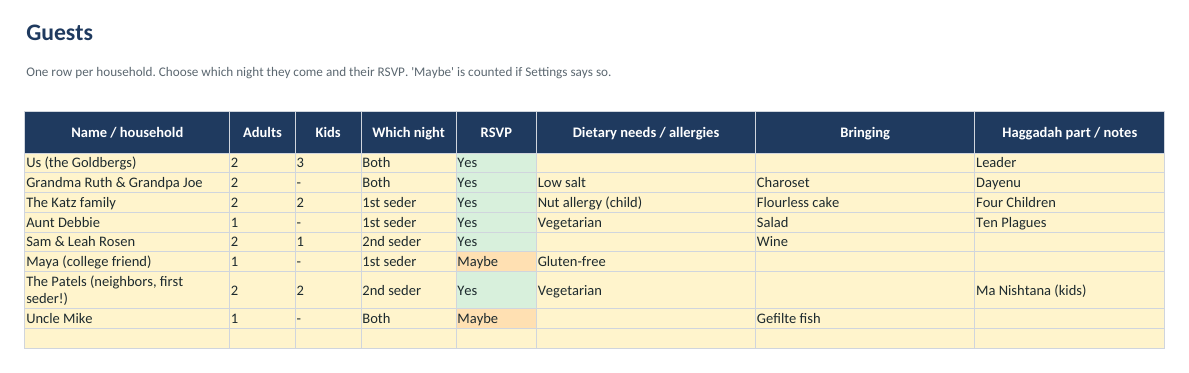 Guests
One row per household. Choose which night they come and their RSVP. 'Maybe' is counted if Settings says so.
Name / household Adults Kids Which night RSVP Dietary needs / allergies Bringing Haggadah part / notes
Us (the Goldbergs) 2 3 Both Yes Leader
Grandma Ruth & Grandpa Joe 2 - Both Yes Low salt Charoset Dayenu
The Katz family 2 2 1st seder Yes Nut allergy (child) Flourless cake Four Children
Aunt Debbie 1 - 1st seder Yes Vegetarian Salad Ten Plagues
Sam & Leah Rosen 2 1 2nd seder Yes Wine
Maya (college friend) 1 - 1st seder Maybe Gluten-free
The Patels (neighbors, first
seder!) 2 2 2nd seder Yes Vegetarian Ma Nishtana (kids)
Uncle Mike 1 - Both Maybe Gefilte fish